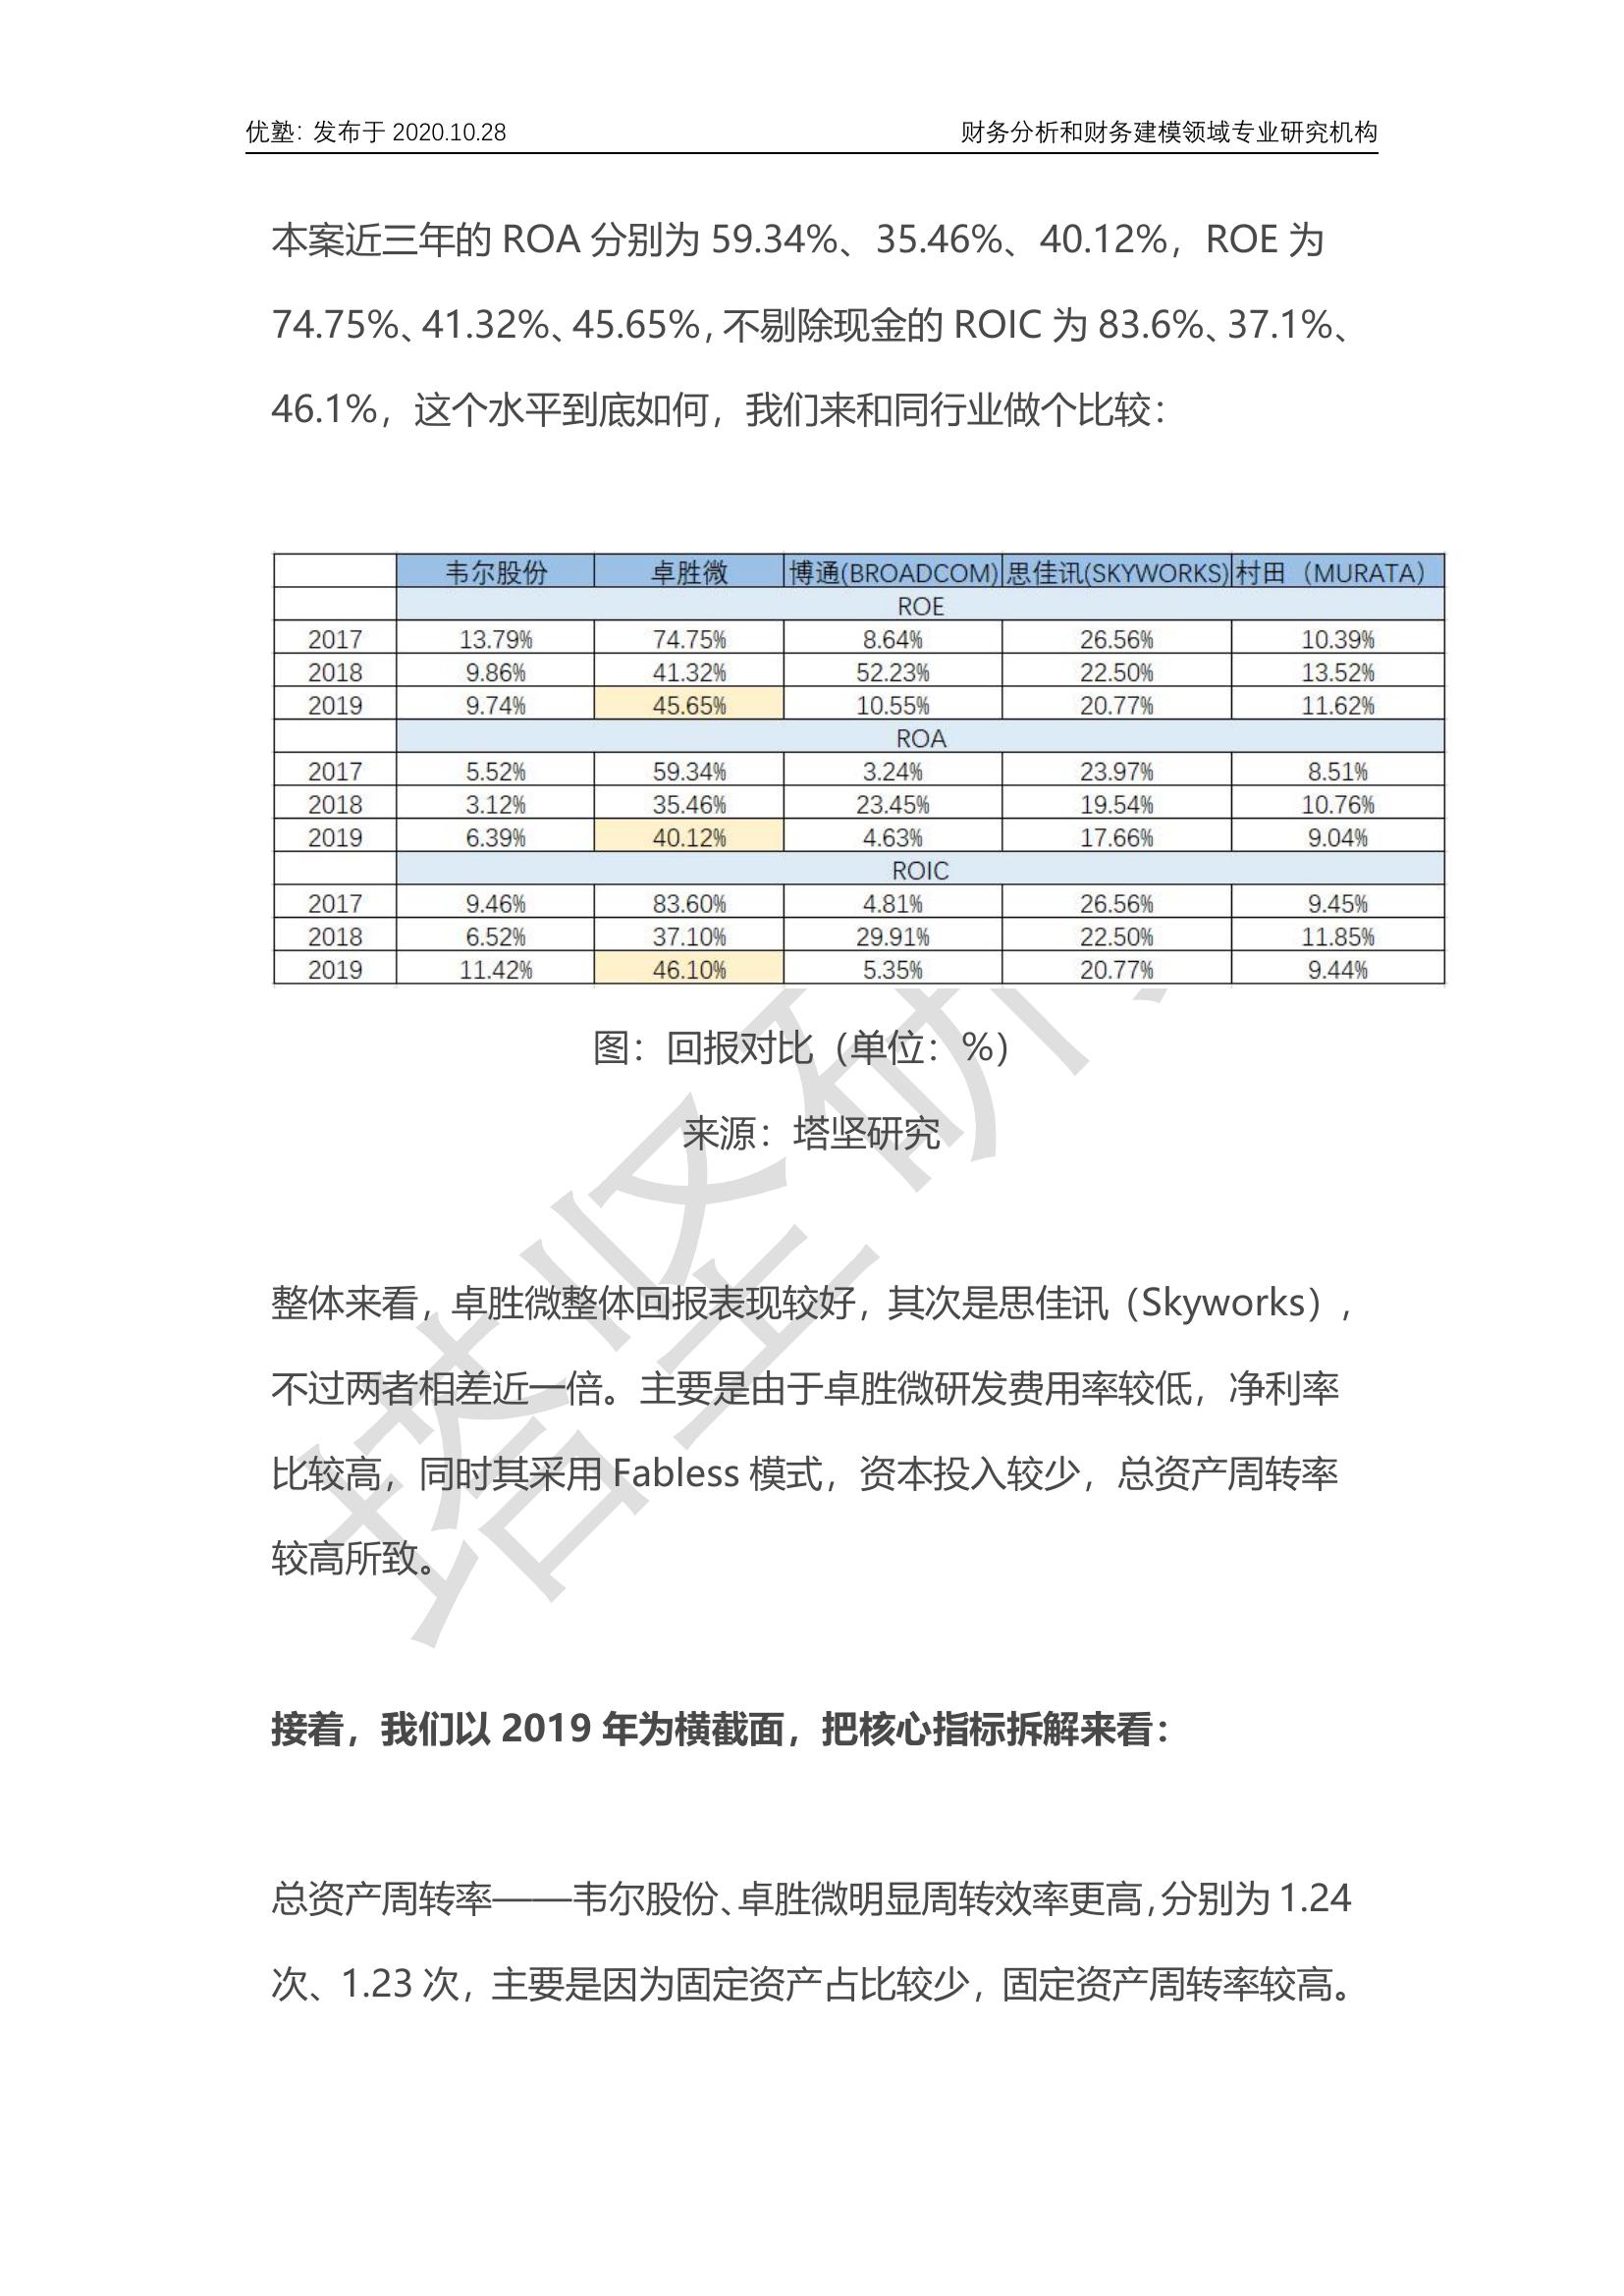 优塾：发布于 2020.10.28 财务分析和财务建模领域专业研究机构
本案近三年的 ROA 分别为 59.34%、35.46%、40.12%，ROE 为
74.75%、41.32%、45.65%，不剔除现金的 ROIC 为 83.6%、37.1%、
46.1%，这个水平到底如何，我们来和同行业做个比较：
韦尔股份 卓胜微 博通(BROADCOM) 思佳讯(SKYWORKS) 村田（MURATA）
ROE
2017 13.79% 74.75% 8.64% 26.56% 10.39%
2018 9.86% 41.32% 52.23% 22.50% 13.52%
2019 9.74% 45.65% 10.55% 20.77% 11.62%
ROA
2017 5.52% 59.34% 3.24% 23.97% 8.51%
2018 3.12% 35.46% 23.45% 19.54% 10.76%
2019 6.39% 40.12% 4.63% 17.66% 9.04%
ROIC
2017 9.46% 83.60% 4.81% 26.56% 9.45%
2018 6.52% 37.10% 29.91% 22.50% 11.85%
2019 11.42% 46.10% 5.35% 20.77% 9.44%
图：回报对比（单位：%）
来源：塔坚研究
整体来看，卓胜微整体回报表现较好，其次是思佳讯（Skyworks），
不过两者相差近一倍。主要是由于卓胜微研发费用率较低，净利率
比较高，同时其采用 Fabless 模式，资本投入较少，总资产周转率
较高所致。
接着，我们以 2019 年为横截面，把核心指标拆解来看：
总资产周转率——韦尔股份、卓胜微明显周转效率更高，分别为 1.24
次、1.23 次，主要是因为固定资产占比较少，固定资产周转率较高。
塔坚研